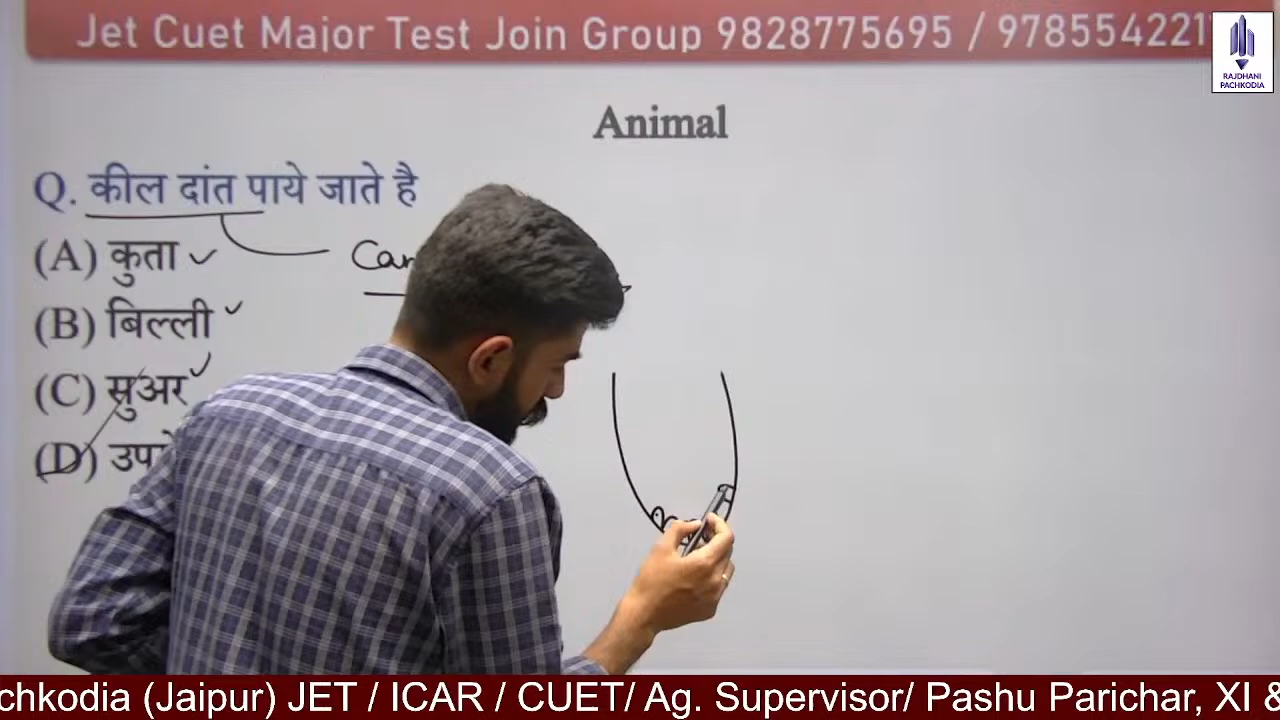 Jet Cuet Major Test Join Group 9828775695 / 978554221
RAJDHANI
PACHKODIA
Animal
Q. कील दांत पाये जाते है
(A) कुता
(B) बिल्ली
(C) सुअर
(D)
chkodia (Jaipur) JET / ICAR / CUET/ Ag. Supervisor/ Pashu Parichar, XI &